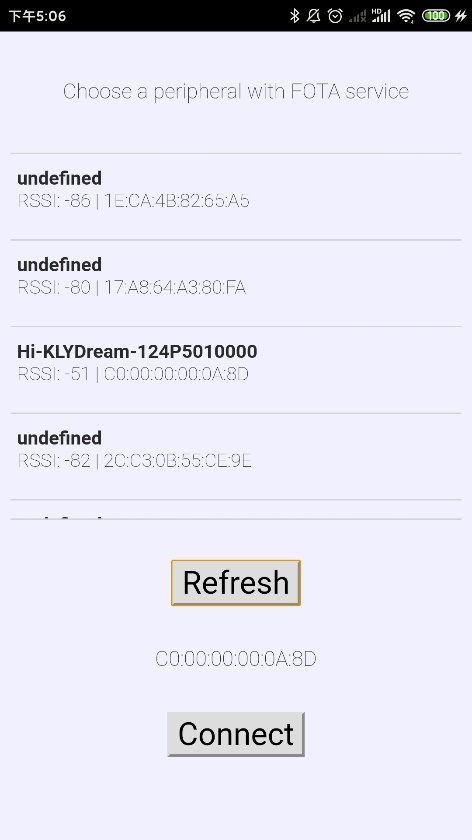 下午5:06
HD
100
Choose a peripheral with FOTA service
undefined
RSSI: -86 | 1E:CA:4B:82:65:A5
undefined
RSSI: -80 | 17:A8:64:A3:80:FA
Hi-KLYDream-124P5010000
RSSI: -51 | C0:00:00:00:0A:8D
undefined
RSSI: -82 | 2C:C3:0B:55:CE:9E
Refresh
C0:00:00:00:0A:8D
Connect